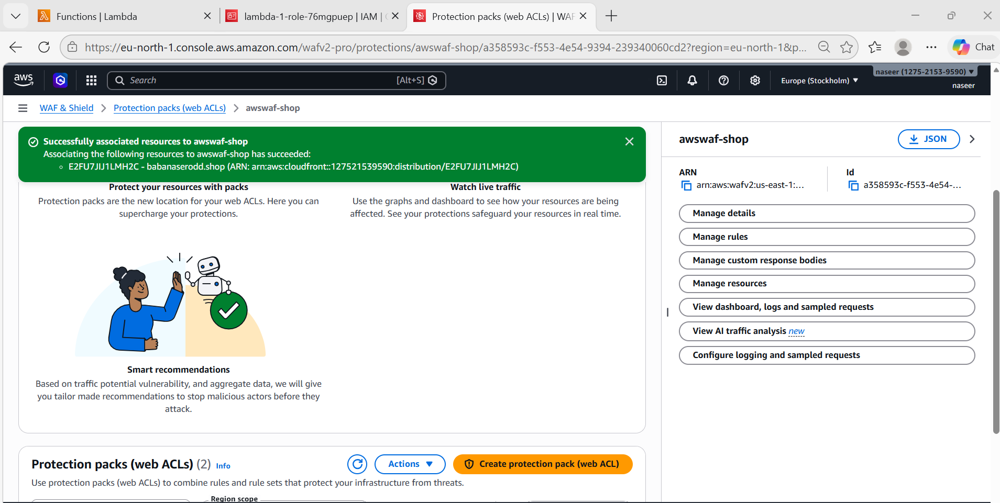 Functions | Lambda
lambda-1-role-76mgpuep | IAM |
Protection packs (web ACLs) | WAF
https://eu-north-1.console.aws.amazon.com/wafv2-pro/protections/awswaf-shop/a358593c-f553-4e54-9394-239340060cd2?region=eu-north-1&p...
Chat
aws
Search
[Alt+S]
Europe (Stockholm)
naseer (1275-2153-9590)
naseer
WAF & Shield
Protection packs (web ACLs)
awswaf-shop
Successfully associated resources to awswaf-shop
Associating the following resources to awswaf-shop has succeeded:
E2FU7JIJ1LMH2C - babanaserodd.shop (ARN: arn:aws:cloudfront::127521539590:distribution/E2FU7JIJ1LMH2C)
Protect your resources with packs
Protection packs are the new location for your web ACLs. Here you can
supercharge your protections.
Watch live traffic
Use the graphs and dashboard to see how your resources are being
affected. See your protections safeguard your resources in real time.
Smart recommendations
Based on traffic potential vulnerability, and aggregate data, we will give
you tailor made recommendations to stop malicious actors before they
attack.
Protection packs (web ACLs) (2) Info
Actions
Create protection pack (web ACL)
Use protection packs (web ACLs) to combine rules and rule sets that protect your infrastructure from threats.
Region scope
awswaf-shop
JSON
ARN
arn:aws:wafv2:us-east-1:...
Id
a358593c-f553-4e54-...
Manage details
Manage rules
Manage custom response bodies
Manage resources
View dashboard, logs and sampled requests
View AI traffic analysis new
Configure logging and sampled requests